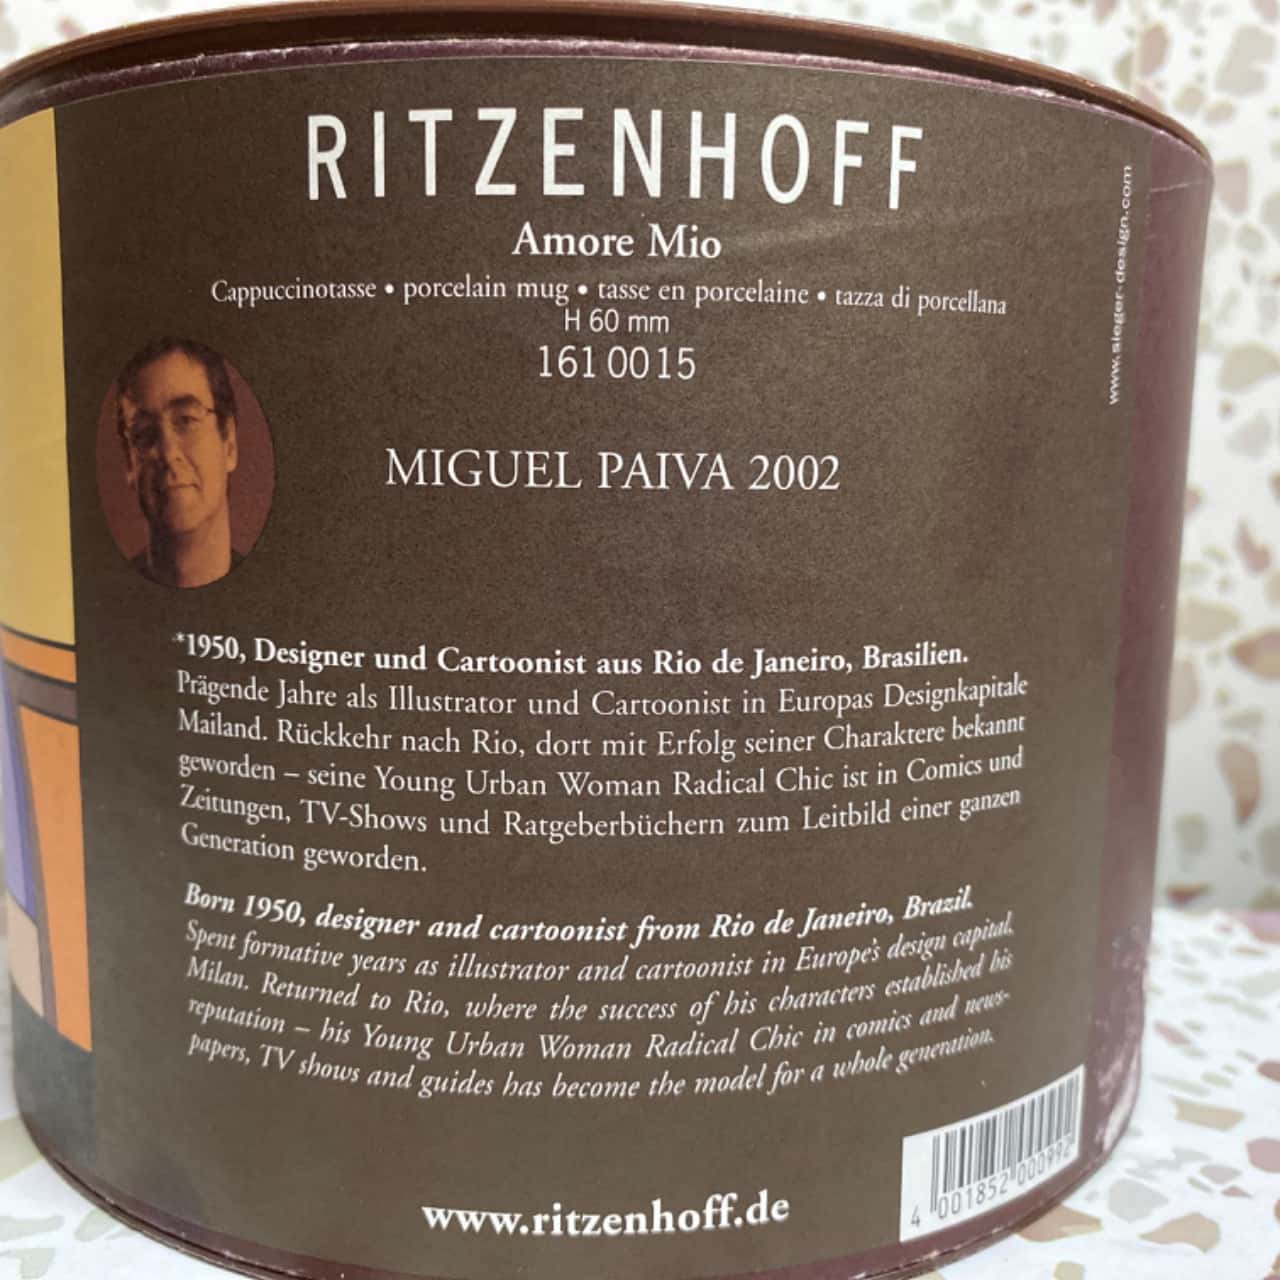 RITZENHOFF
Amore Mio
Cappuccinotasse • porcelain mug • tasse en porcelaine • tazza di porcellana
H 60 mm
161 00 15
www.sieger-design.com
MIGUEL PAIVA 2002
*1950, Designer und Cartoonist aus Rio de Janeiro, Brasilien.
Prägende Jahre als Illustrator und Cartoonist in Europas Designkapitale
Mailand. Rückkehr nach Rio, dort mit Erfolg seiner Charaktere bekannt
geworden – seine Young Urban Woman Radical Chic ist in Comics und
Zeitungen, TV-Shows und Ratgeberbüchern zum Leitbild einer ganzen
Generation geworden.
Born 1950, designer and cartoonist from Rio de Janeiro, Brazil.
Spent formative years as illustrator and cartoonist in Europe's design capital,
Milan. Returned to Rio, where the success of his characters established his
reputation – his Young Urban Woman Radical Chic in comics and news-
papers, TV shows and guides has become the model for a whole generation.
4 001852 000992
www.ritzenhoff.de